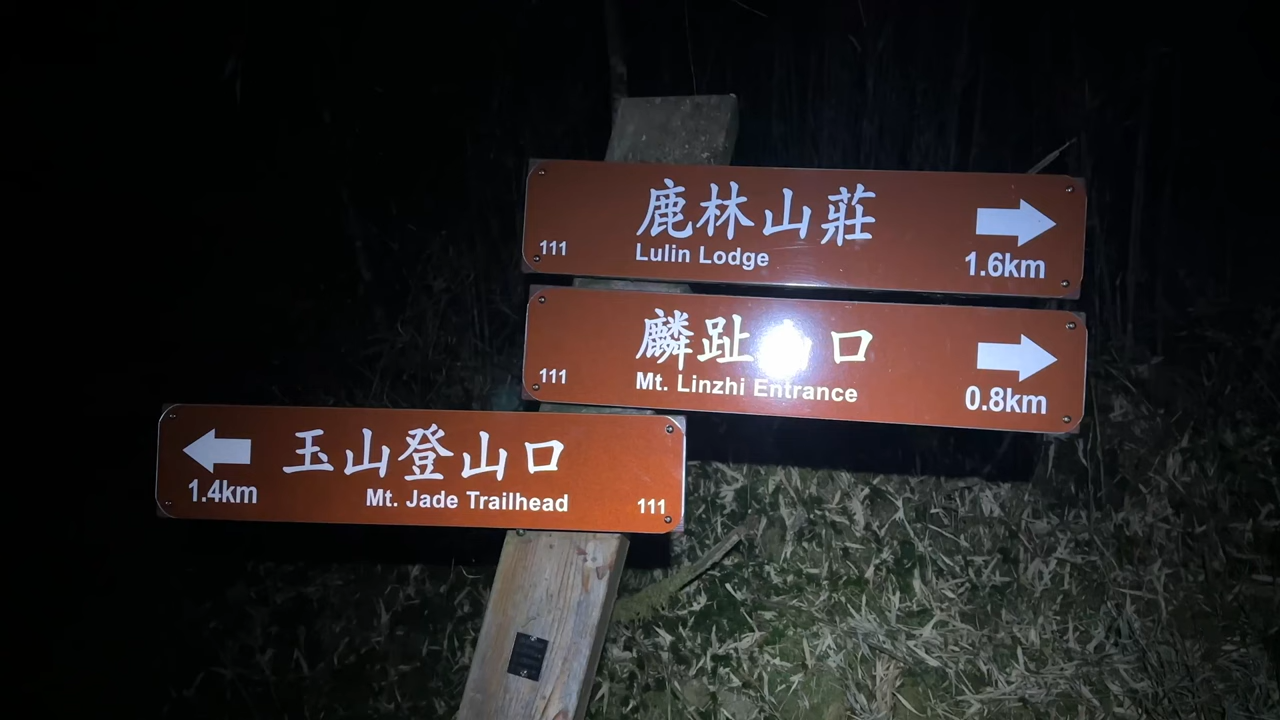 鹿林山莊
Lulin Lodge
111
1.6km
麟趾 口
Mt. Linzhi Entrance
111
0.8km
玉山登山口
1.4km
Mt. Jade Trailhead
111